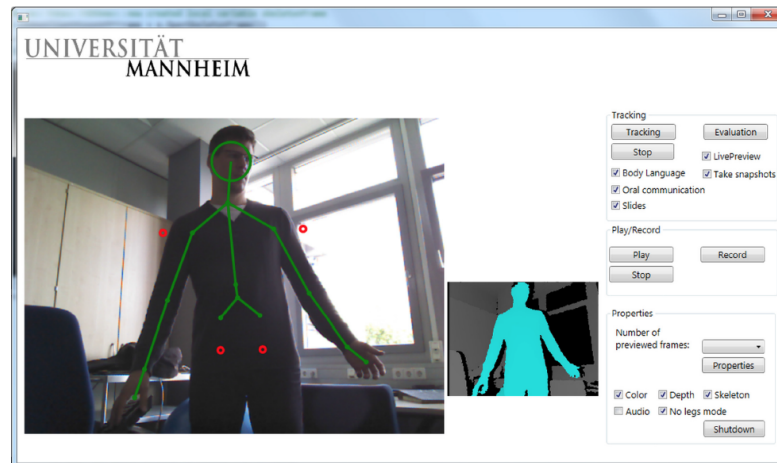 UNIVERSITÄT
MANNHEIM
Tracking
Tracking
Evaluation
Stop
LivePreview
Body Language
Take snapshots
Oral communication
Slides
Play/Record
Play
Record
Stop
Properties
Number of
previewed frames:
Properties
Color
Depth
Skeleton
Audio
No legs mode
Shutdown